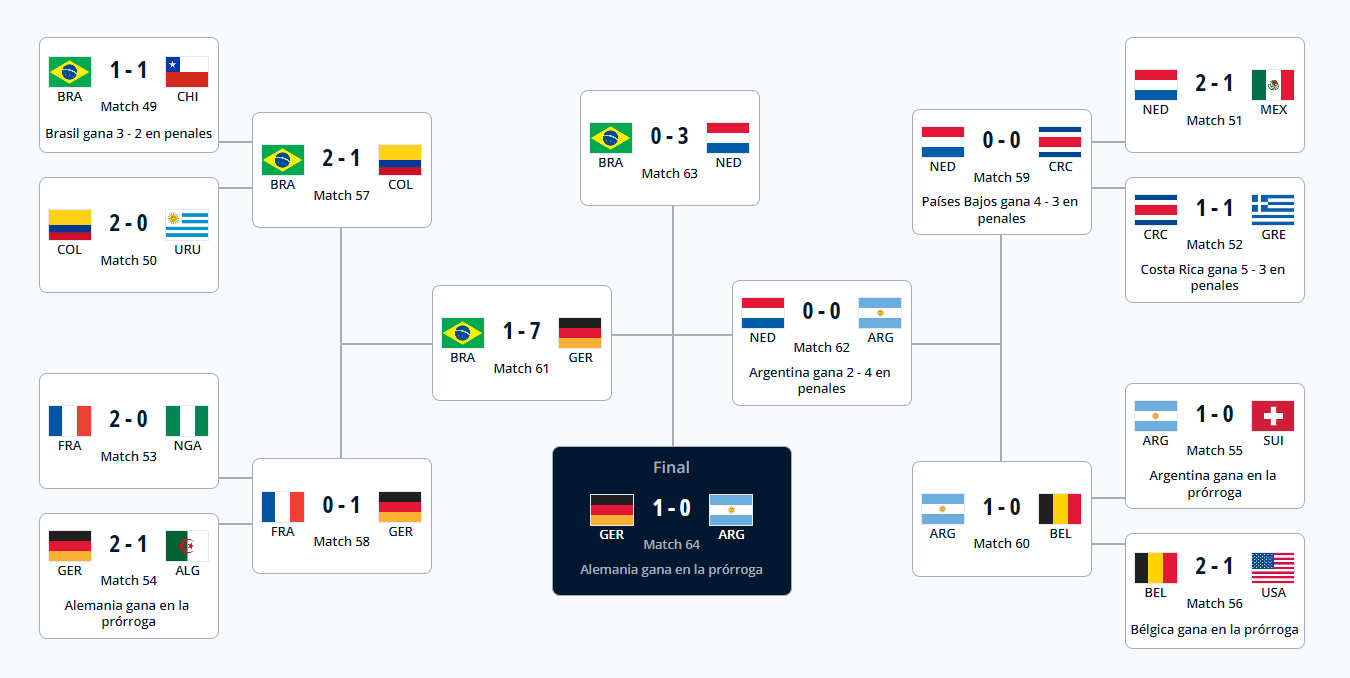 1 - 1
BRA CHI
Match 49
Brasil gana 3 - 2 en penales
2 - 0
COL URU
Match 50
2 - 0
FRA NGA
Match 53
2 - 1
GER ALG
Match 54
Alemania gana en la
prórroga
2 - 1
BRA COL
Match 57
0 - 1
FRA GER
Match 58
1 - 7
BRA GER
Match 61
0 - 3
BRA NED
Match 63
Final
1 - 0
GER ARG
Match 64
Alemania gana en la prórroga
0 - 0
NED ARG
Match 62
Argentina gana 2 - 4 en
penales
0 - 0
NED CRC
Match 59
Países Bajos gana 4 - 3 en
penales
1 - 0
ARG BEL
Match 60
2 - 1
NED MEX
Match 51
1 - 1
CRC GRE
Match 52
Costa Rica gana 5 - 3 en
penales
1 - 0
ARG SUI
Match 55
Argentina gana en la
prórroga
2 - 1
BEL USA
Match 56
Bélgica gana en la prórroga